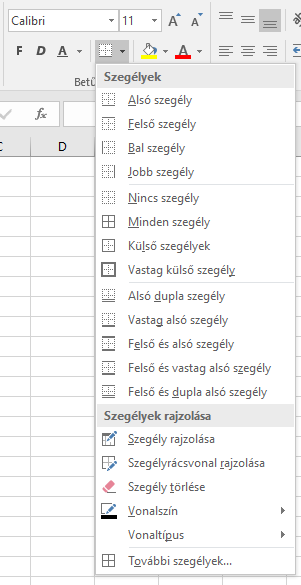 Calibri 11 A A
F D A A
Betű
fx
C D
Szegélyek
Alsó szegély
Felső szegély
Bal szegély
Jobb szegély
Nincs szegély
Minden szegély
Külső szegélyek
Vastag külső szegély
Alsó dupla szegély
Vastag alsó szegély
Felső és alsó szegély
Felső és vastag alsó szegély
Felső és dupla alsó szegély
Szegélyek rajzolása
Szegély rajzolása
Szegélyrácsvonal rajzolása
Szegély törlése
Vonalszín
Vonaltípus
További szegélyek...